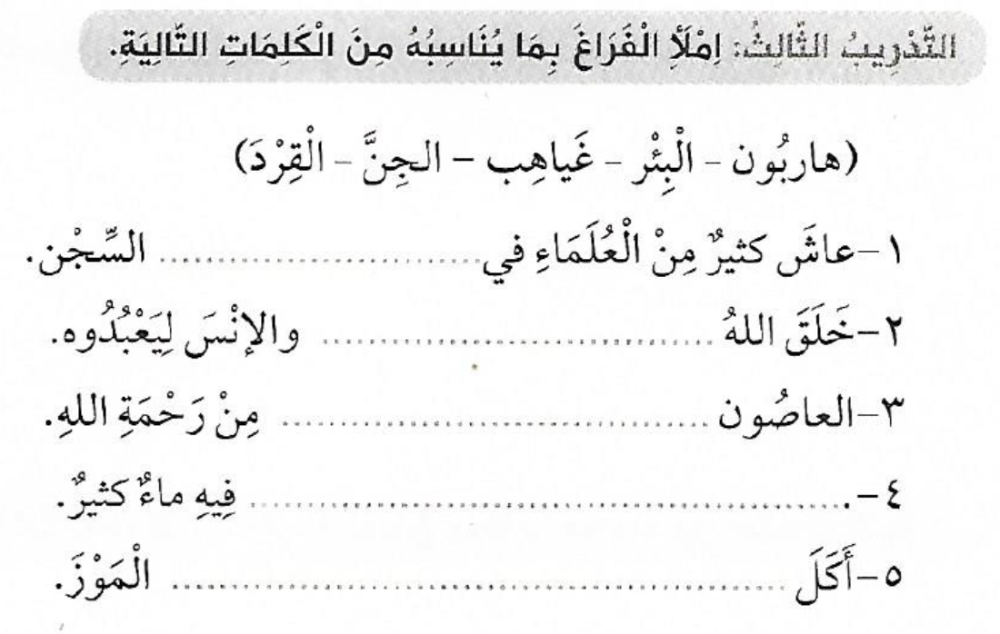 التَّدْرِيبُ الثَّالِثُ: اِمْلَأِ الْفَرَاغَ بِمَا يُنَاسِبُهُ مِنَ الْكَلِمَاتِ التَّالِيَةِ.
(هارِبُون - الْبِئْر - غَياهِب - الجِنَّ - الْقِرْدَ)
١-عاشَ كثيرٌ مِنْ الْعُلَمَاءِ في............................ السِّجْن.
٢-خَلَقَ اللهُ .................................... والإنْسَ لِيَعْبُدُوه.
٣-العاصُون .................................... مِنْ رَحْمَةِ اللهِ.
٤-.................................................... فِيهِ ماءٌ كثيرٌ.
٥-أَكَلَ .................................................... الْمَوْزَ.